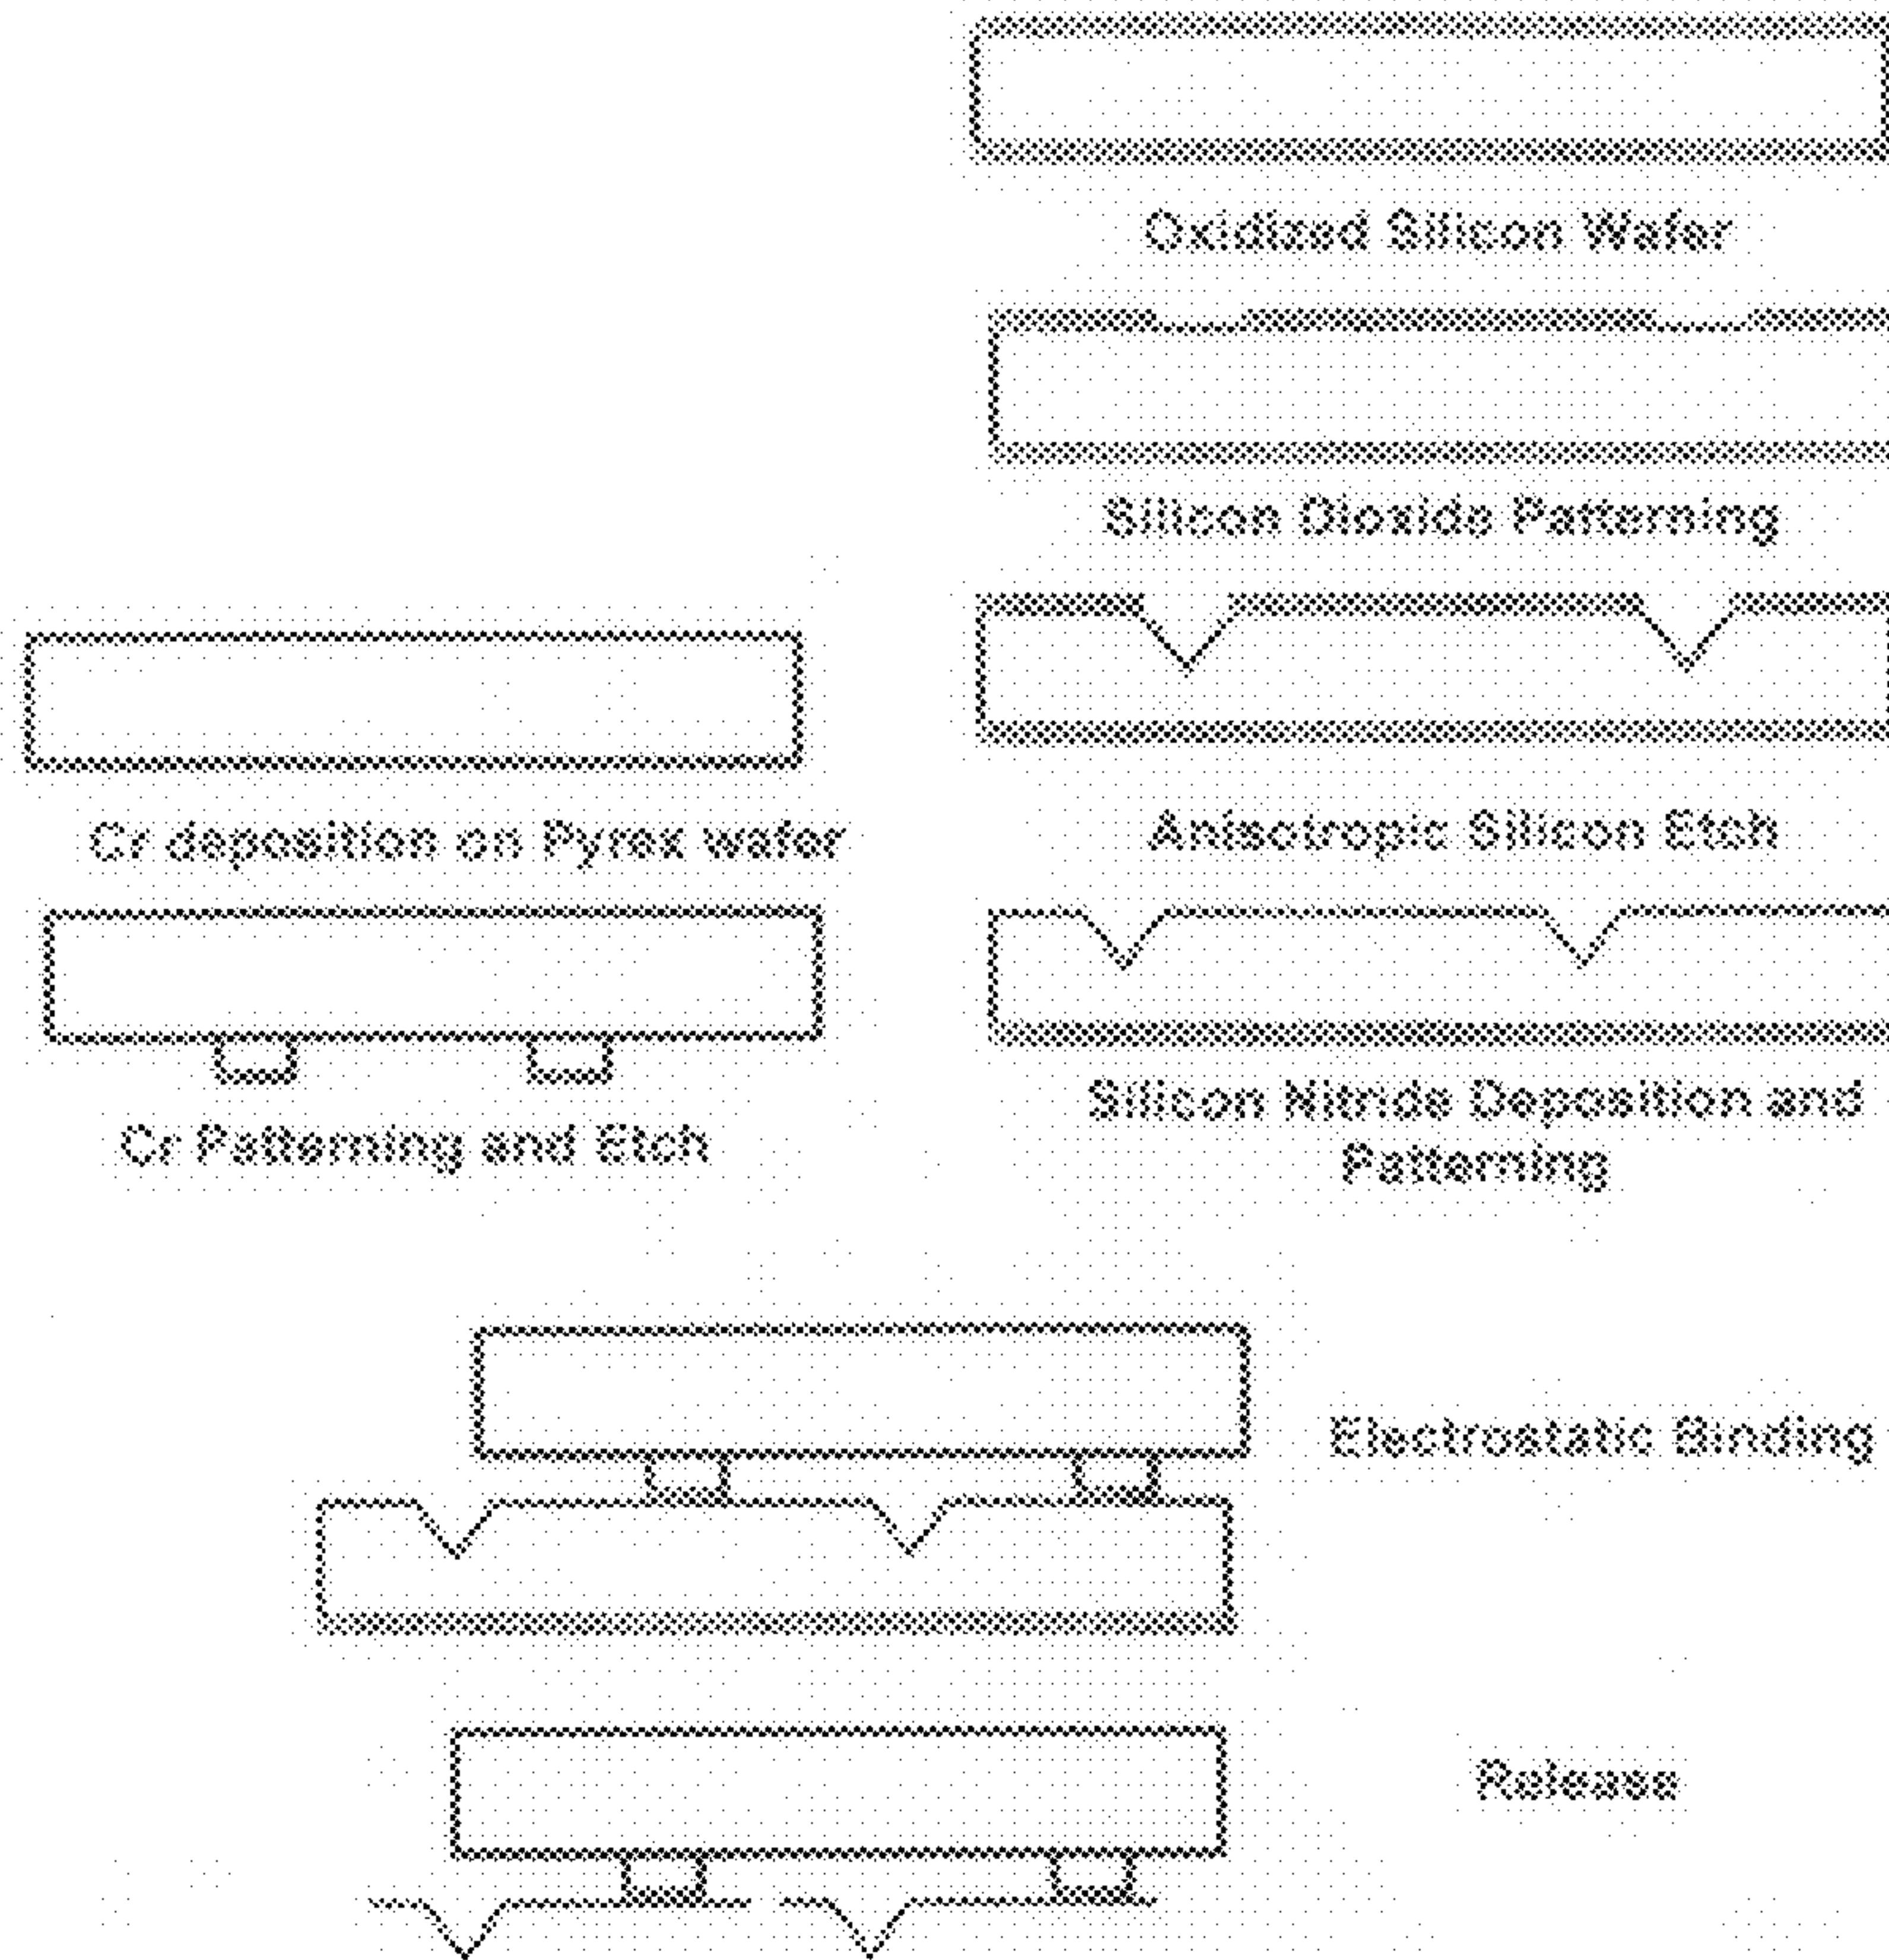 Oxidized Silicon Wafer
Silicon Dioxide Patterning
Cr deposition on Pyrex wafer
Anisotropic Silicon Etch
Cr Patterning and Etch
Silicon Nitride Deposition and
Patterning
Electrostatic Binding
Release